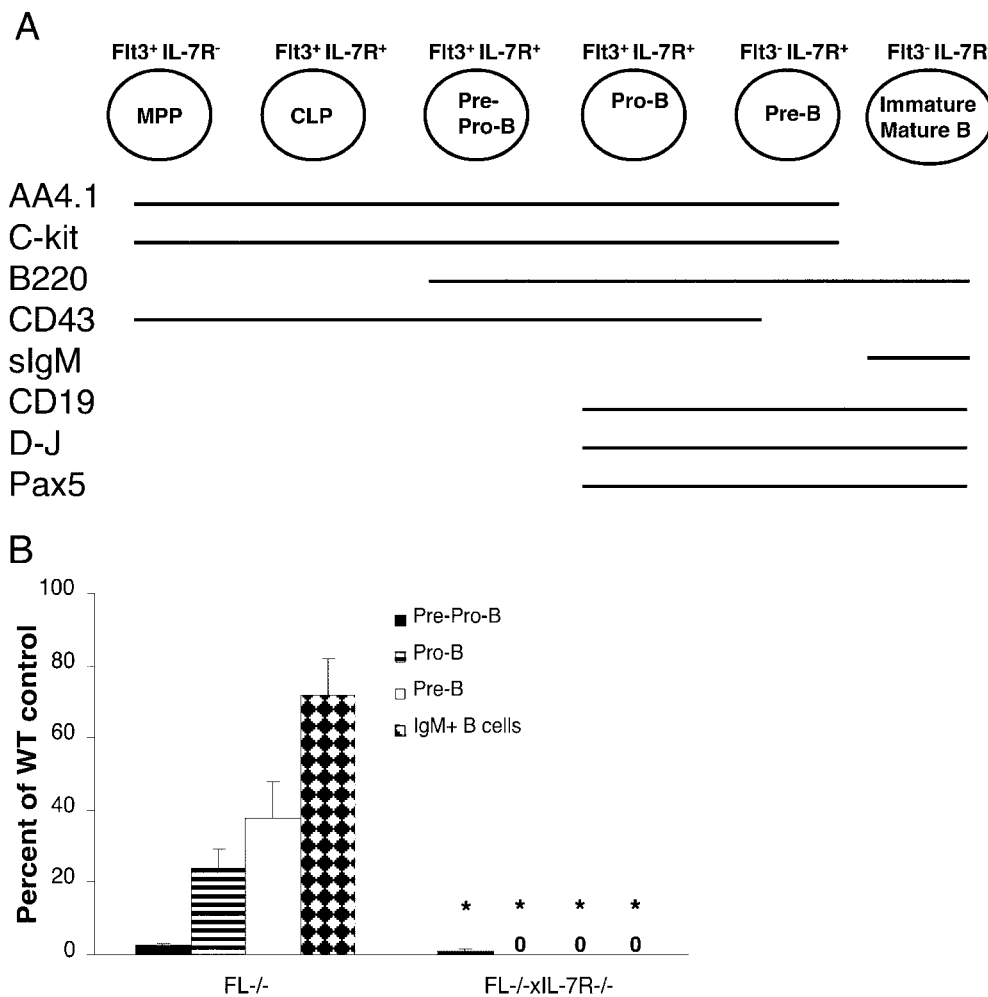 A
Flt3+ IL-7R- Flt3+ IL-7R+ Flt3+ IL-7R+ Flt3+ IL-7R+ Flt3- IL-7R+ Flt3- IL-7R
MPP
CLP
Pre-
Pro-B
Pro-B
Pre-B
Immature
Mature B
AA4.1
C-kit
B220
CD43
sIgM
CD19
D-J
Pax5
B
Percent of WT control
100
80
60
40
20
0
Pre-Pro-B
Pro-B
Pre-B
IgM+ B cells
* * * *
0 0 0
FL-/- FL-/-xIL-7R-/-